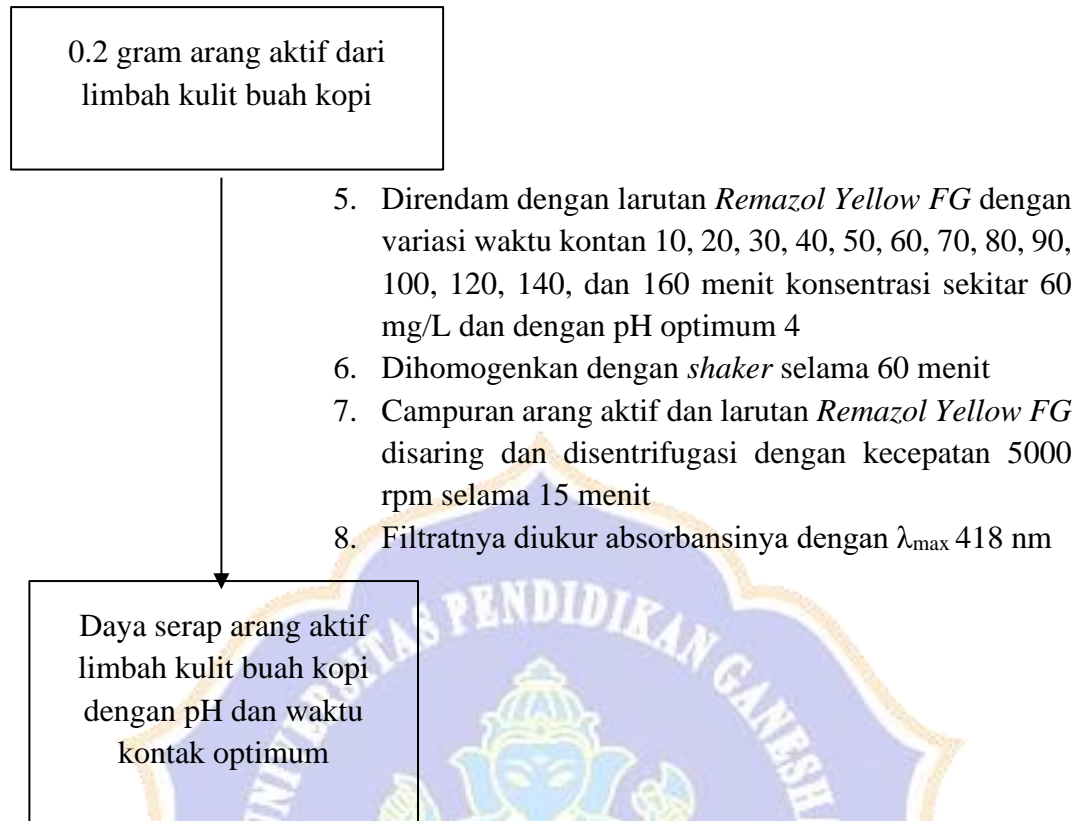 0.2 gram arang aktif dari
limbah kulit buah kopi
5. Direndam dengan larutan Remazol Yellow FG dengan
variasi waktu kontan 10, 20, 30, 40, 50, 60, 70, 80, 90,
100, 120, 140, dan 160 menit konsentrasi sekitar 60
mg/L dan dengan pH optimum 4
6. Dihomogenkan dengan shaker selama 60 menit
7. Campuran arang aktif dan larutan Remazol Yellow FG
disaring dan disentrifugasi dengan kecepatan 5000
rpm selama 15 menit
8. Filtratnya diukur absorbansinya dengan λmax 418 nm
Daya serap arang aktif
limbah kulit buah kopi
dengan pH dan waktu
kontak optimum
PENDIDIKAN GANESHA